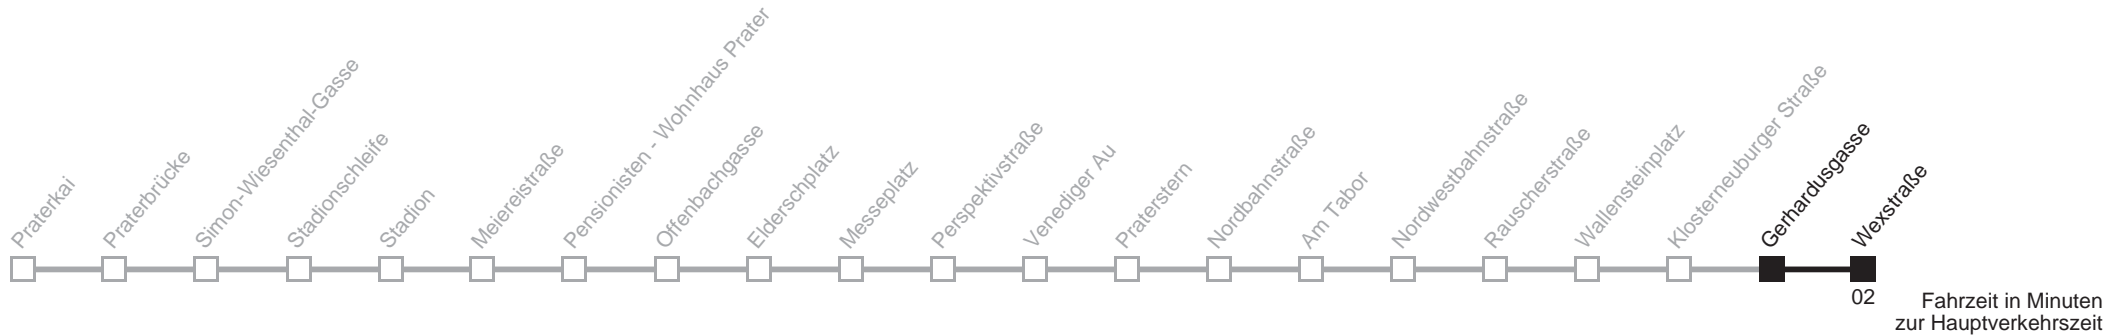 Praterkai
Praterbrücke
Simon-Wiesenthal-Gasse
Stadionschleife
Stadion
Meiereistraße
Pensionisten - Wohnhaus Prater
Offenbachgasse
Elderschplatz
Messeplatz
Perspektivstraße
Venediger Au
Praterstern
Nordbahnstraße
Am Tabor
Nordwestbahnstraße
Rauscherstraße
Wallensteinplatz
Klosterneuburger Straße
Gerhardusgasse
Wexstraße
02
Fahrzeit in Minuten
zur Hauptverkehrszeit